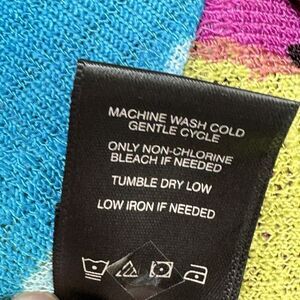 MACHINE WASH COLD
GENTLE CYCLE
ONLY NON-CHLORINE
BLEACH IF NEEDED
TUMBLE DRY LOW
LOW IRON IF NEEDED